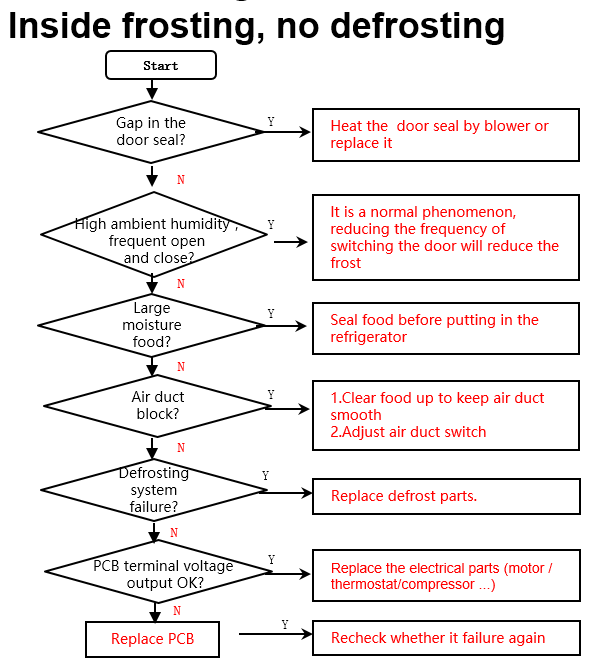 Inside frosting, no defrosting
Start
Gap in the
door seal?
Y
Heat the door seal by blower or
replace it
N
High ambient humidity ,
frequent open
and close?
Y
It is a normal phenomenon,
reducing the frequency of
switching the door will reduce the
frost
N
Large
moisture
food?
Y
Seal food before putting in the
refrigerator
N
Air duct
block?
Y
1.Clear food up to keep air duct
smooth
2.Adjust air duct switch
N
Defrosting
system
failure?
Y
Replace defrost parts.
N
PCB terminal voltage
output OK?
Y
Replace the electrical parts (motor /
thermostat/compressor ...)
N
Replace PCB
Y
Recheck whether it failure again